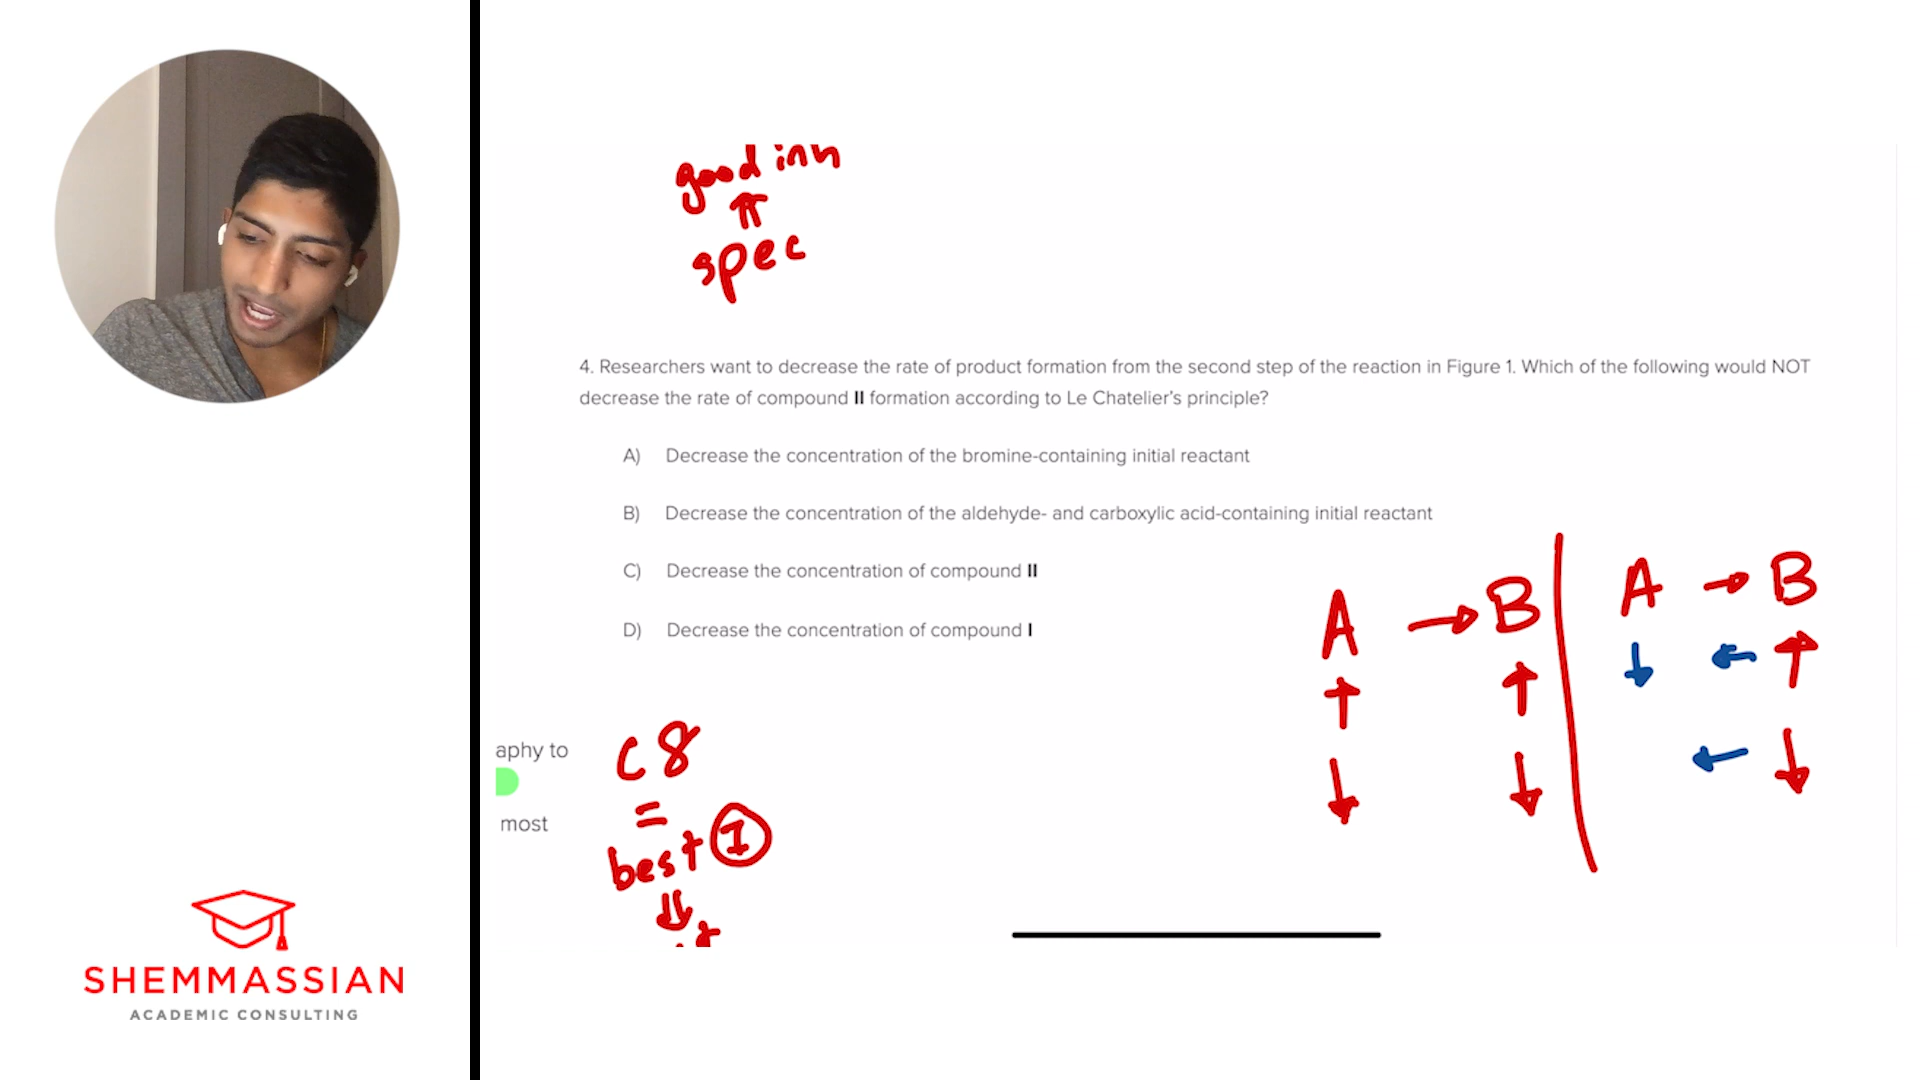 good inh
⇑
spec
4. Researchers want to decrease the rate of product formation from the second step of the reaction in Figure 1. Which of the following would NOT
decrease the rate of compound II formation according to Le Chatelier's principle?
A) Decrease the concentration of the bromine-containing initial reactant
B) Decrease the concentration of the aldehyde- and carboxylic acid-containing initial reactant
C) Decrease the concentration of compound II
D) Decrease the concentration of compound I
A → B
↑ ↑
↓ ↓
A → B
↓ ← ↑
← ↓
aphy to
most
C8
=
best I
⇓
SHEMMASSIAN
ACADEMIC CONSULTING